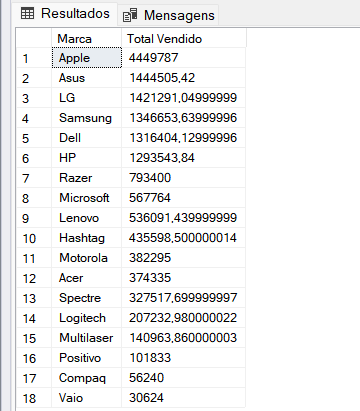 Resultados Mensagens
Marca Total Vendido
1 Apple 4449787
2 Asus 1444505,42
3 LG 1421291,04999999
4 Samsung 1346653,63999996
5 Dell 1316404,12999996
6 HP 1293543,84
7 Razer 793400
8 Microsoft 567764
9 Lenovo 536091,439999999
10 Hashtag 435598,500000014
11 Motorola 382295
12 Acer 374335
13 Spectre 327517,699999997
14 Logitech 207232,980000022
15 Multilaser 140963,860000003
16 Positivo 101833
17 Compaq 56240
18 Vaio 30624